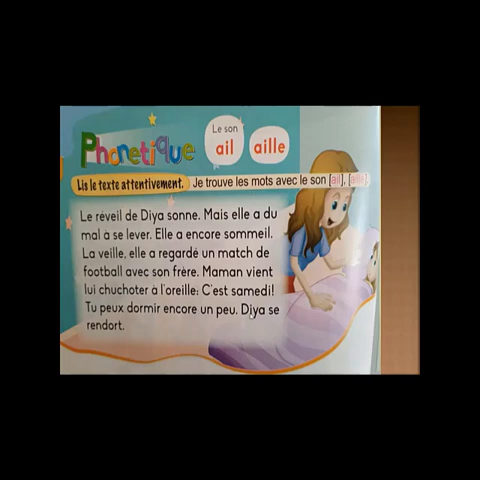 Phonetique
Le son
ail aille
Lis le texte attentivement. Je trouve les mots avec le son [ail], [aille].
Le réveil de Diya sonne. Mais elle a du
mal à se lever. Elle a encore sommeil.
La veille, elle a regardé un match de
football avec son frère. Maman vient
lui chuchoter à l'oreille: C'est samedi!
Tu peux dormir encore un peu. Diya se
rendort.